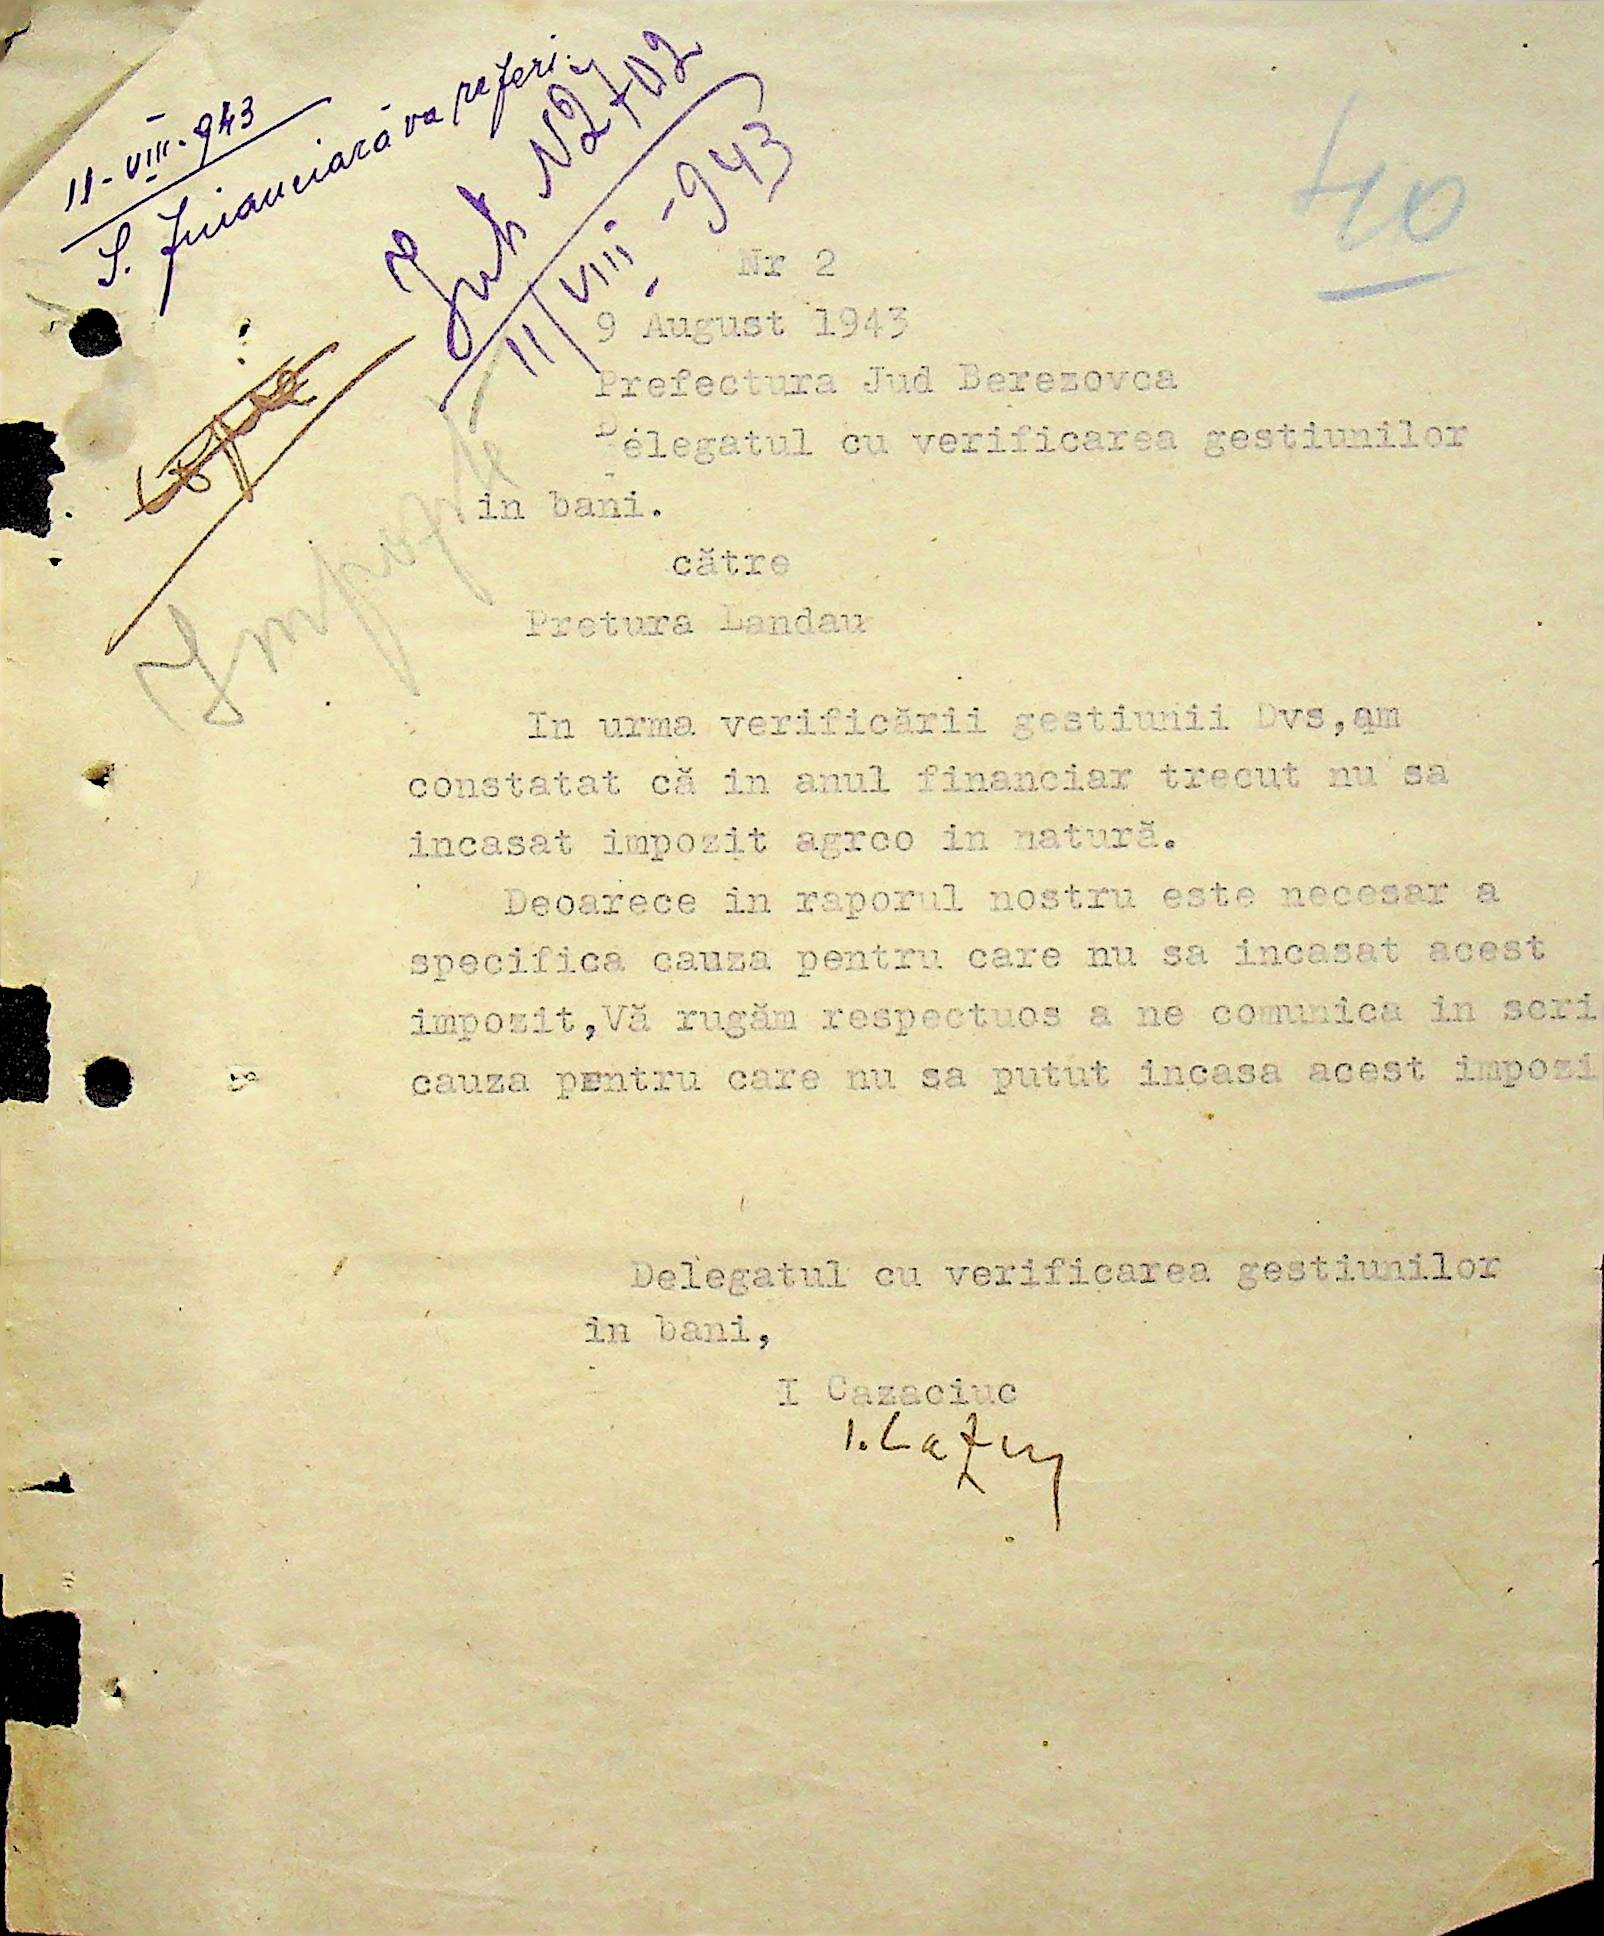 11-VIII-943
S. Financiară va referi.
Int N 2702
11/VIII-943
40
Nr 2
9 August 1943
Prefectura Jud Berezovca
Delegatul cu verificarea gestiunilor
in bani.
către
Pretura Landau
In urma verificării gestiunii Dvs,am
constatat că in anul financiar trecut nu sa
incasat impozit agrco in natură.
Deoarece in raporul nostru este necesar a
specifica cauza pentru care nu sa incasat acest
impozit,Vă rugăm respectuos a ne comunica in scri
cauza pentru care nu sa putut incasa acest impozi
Delegatul cu verificarea gestiunilor
in bani,
I Cazaciuc